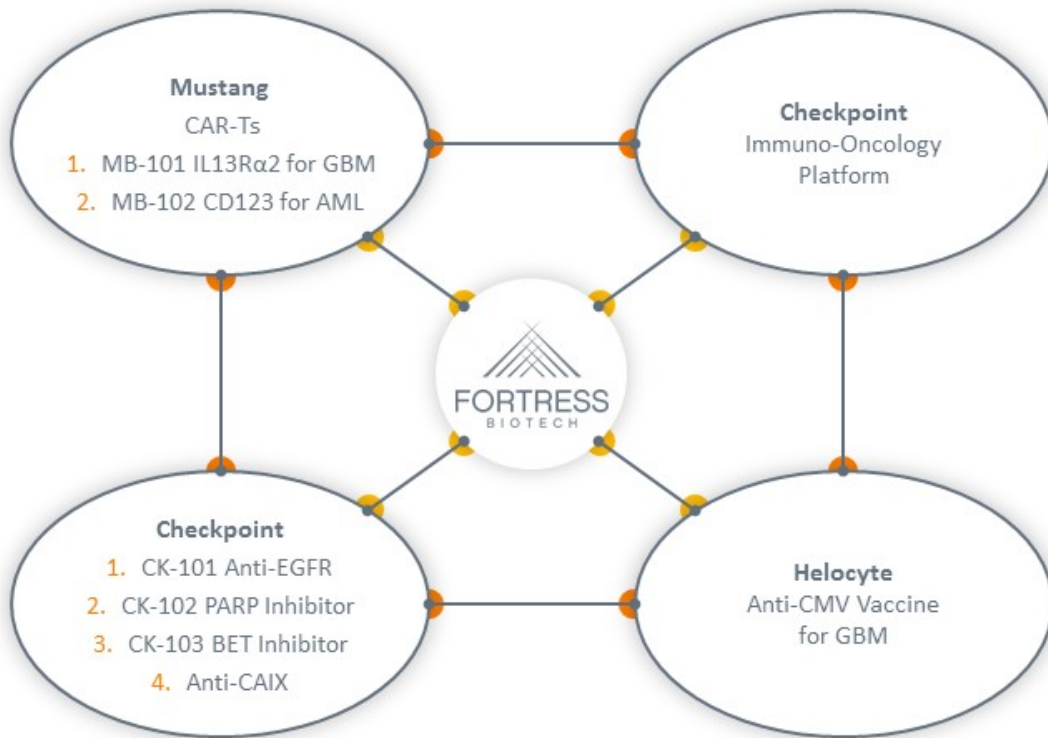 Mustang
CAR-Ts
1. MB-101 IL13Rα2 for GBM
2. MB-102 CD123 for AML
Checkpoint
Immuno-Oncology
Platform
FORTRESS
BIOTECH
Checkpoint
1. CK-101 Anti-EGFR
2. CK-102 PARP Inhibitor
3. CK-103 BET Inhibitor
4. Anti-CAIX
Helocyte
Anti-CMV Vaccine
for GBM